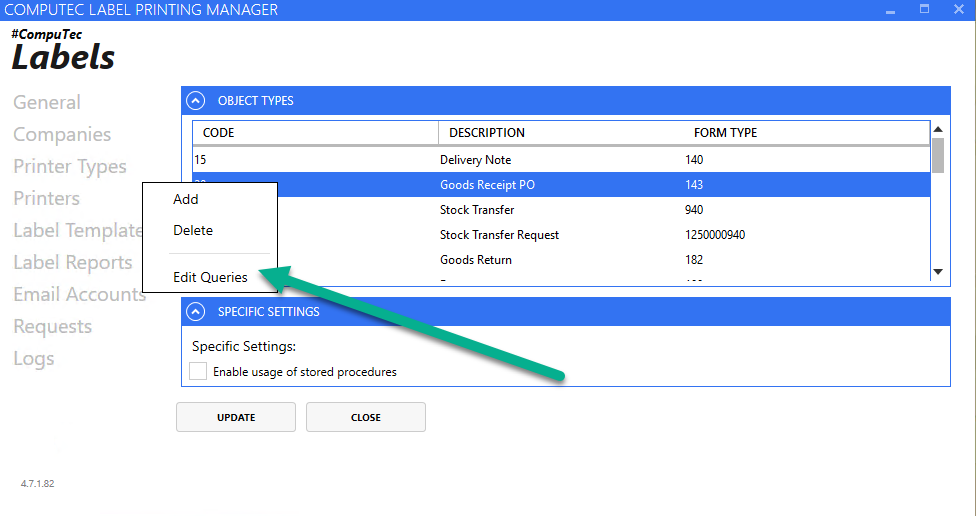 COMPUTEC LABEL PRINTING MANAGER
#CompuTec
Labels
General
Companies
Printer Types
Printers
Label Template
Label Reports
Email Accounts
Requests
Logs
OBJECT TYPES
CODE DESCRIPTION FORM TYPE
15 Delivery Note 140
Goods Receipt PO 143
Stock Transfer 940
Stock Transfer Request 1250000940
Goods Return 182
Add
Delete
Edit Queries
SPECIFIC SETTINGS
Specific Settings:
Enable usage of stored procedures
UPDATE CLOSE
4.7.1.82